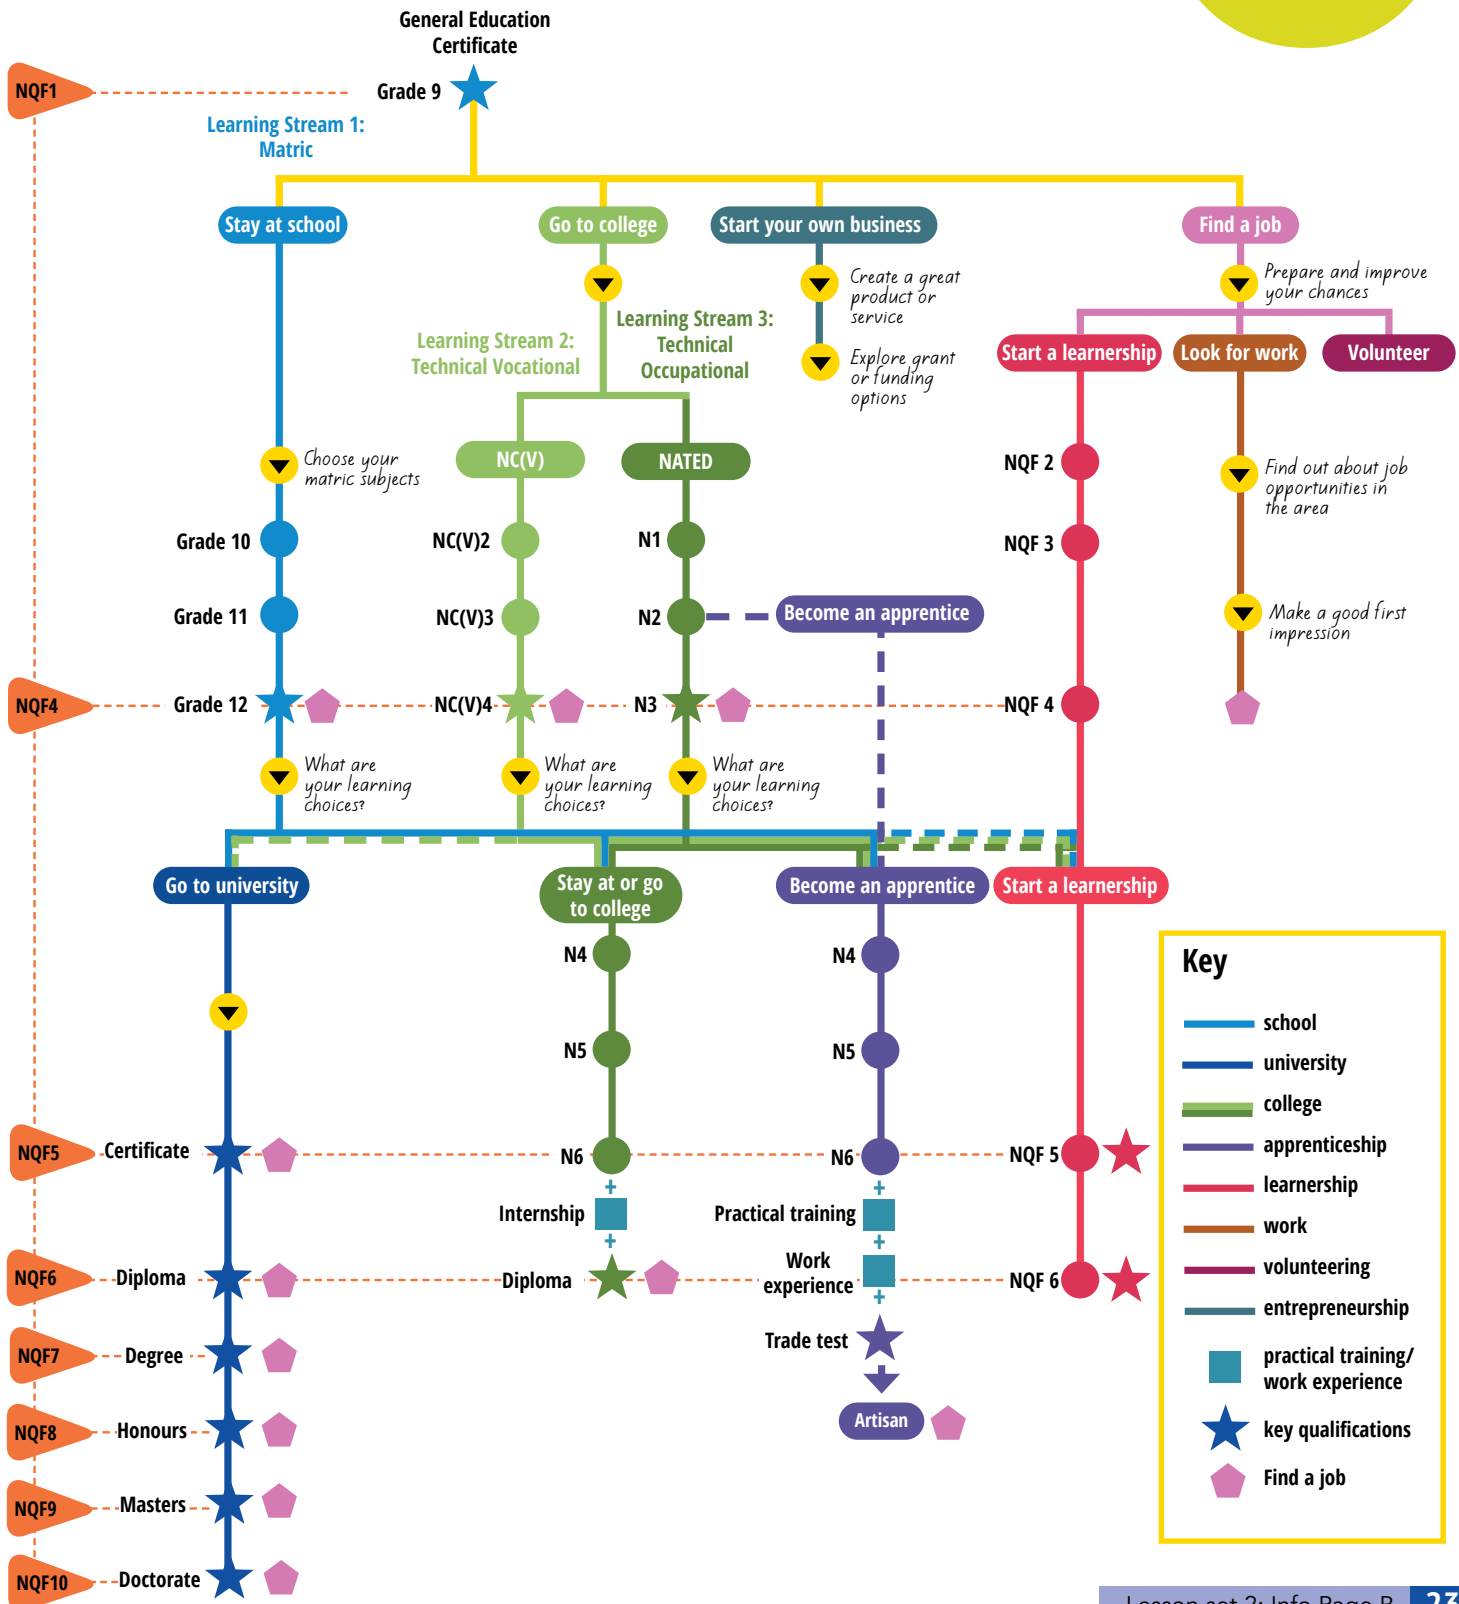 General Education
Certificate
NQF1
Grade 9
Learning Stream 1:
Matric
Stay at school
Go to college
Start your own business
Find a job
Create a great
product or
service
Prepare and improve
your chances
Learning Stream 2:
Technical Vocational
Learning Stream 3:
Technical
Occupational
Explore grant
or funding
options
Start a learnership
Look for work
Volunteer
Choose your
matric subjects
NC(V)
NATED
NQF 2
Find out about job
opportunities in
the area
Grade 10
NC(V)2
N1
NQF 3
Grade 11
NC(V)3
N2
Become an apprentice
Make a good first
impression
NQF4
Grade 12
NC(V)4
N3
NQF 4
What are
your learning
choices?
What are
your learning
choices?
What are
your learning
choices?
Go to university
Stay at or go
to college
Become an apprentice
Start a learnership
N4
N4
N5
N5
NQF5
Certificate
N6
N6
NQF 5
Internship
Practical training
NQF6
Diploma
Diploma
Work
experience
NQF 6
Trade test
NQF7
Degree
Artisan
NQF8
Honours
NQF9
Masters
NQF10
Doctorate
Key
school
university
college
apprenticeship
learnership
work
volunteering
entrepreneurship
practical training/
work experience
key qualifications
Find a job
Lesson set 2: Info Page B
23